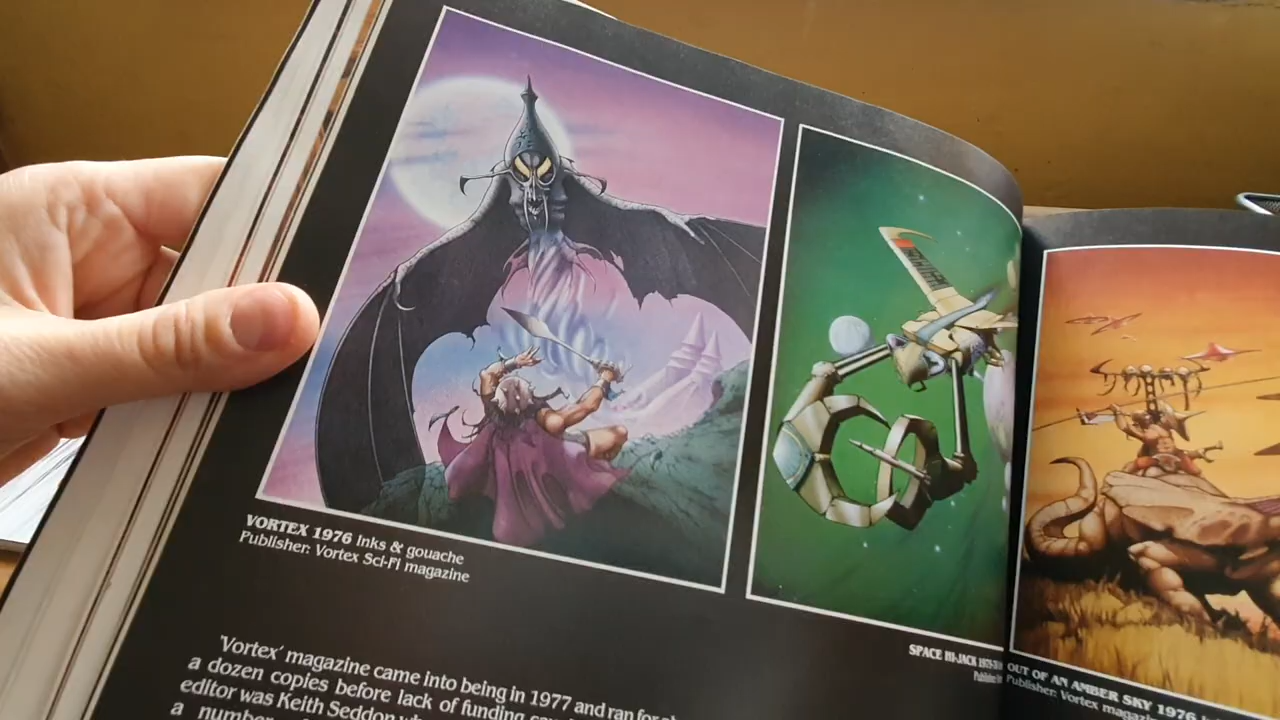 VORTEX 1976 Inks & gouache
Publisher: Vortex Sci-Fi magazine
'Vortex' magazine came into being in 1977 and ran for
a dozen copies before lack of funding
editor was Keith Seddon
a number
SPACE HI-JACK
OUT OF AN AMBER SKY 1976
Publisher: Vortex